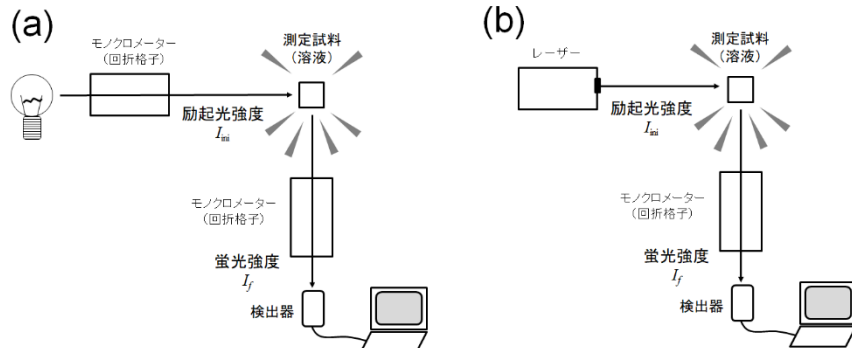 (a)
モノクロメーター
(回折格子)
測定試料
(溶液)
励起光強度
I_ini
モノクロメーター
(回折格子)
蛍光強度
I_f
検出器
(b)
レーザー
測定試料
(溶液)
励起光強度
I_ini
モノクロメーター
(回折格子)
蛍光強度
I_f
検出器